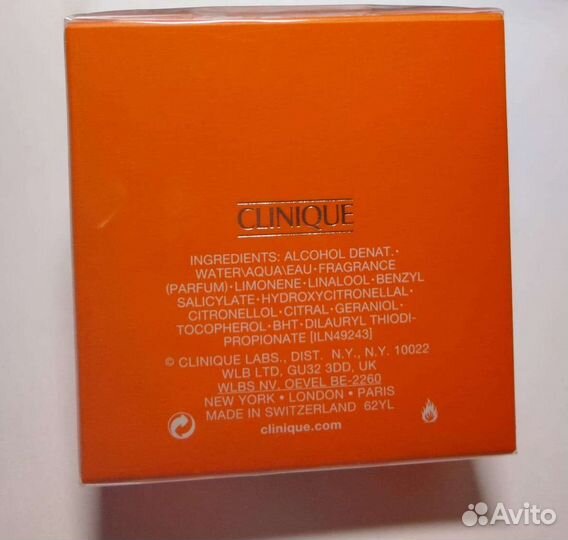 CLINIQUE
INGREDIENTS: ALCOHOL DENAT.·
WATER\AQUA\EAU·FRAGRANCE
(PARFUM)·LIMONENE·LINALOOL·BENZYL
SALICYLATE·HYDROXYCITRONELLAL·
CITRONELLOL·CITRAL·GERANIOL·
TOCOPHEROL·BHT·DILAURYL THIODI-
PROPIONATE [ILN49243]
© CLINIQUE LABS., DIST. N.Y., N.Y. 10022
WLB LTD, GU32 3DD, UK
WLBS NV, OEVEL BE-2260
NEW YORK · LONDON · PARIS
MADE IN SWITZERLAND 62YL
clinique.com
Avito